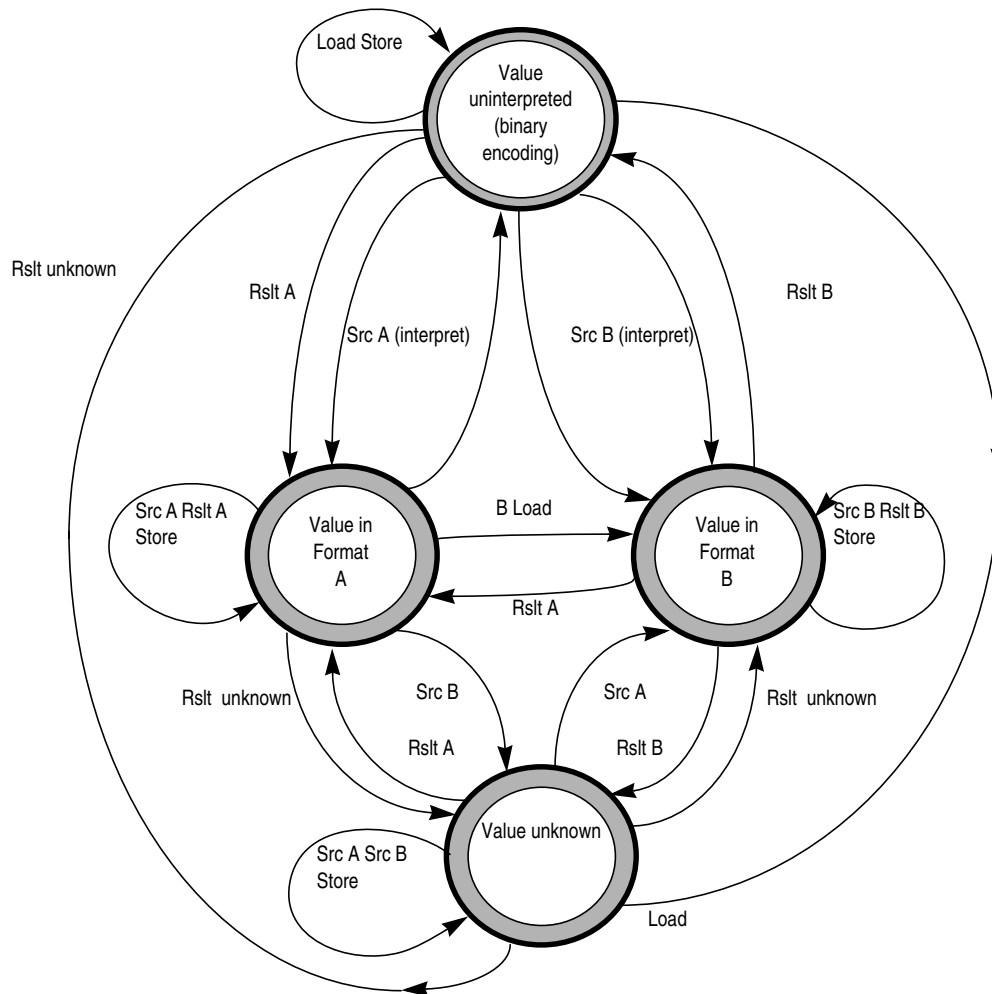 Load Store
Value
uninterpreted
(binary
encoding)
Rslt unknown
Rslt A
Rslt B
Src A (interpret)
Src B (interpret)
Src A Rslt A
Store
Value in
Format
A
B Load
Value in
Format
B
Src B Rslt B
Store
Rslt A
Rslt unknown
Src B
Src A
Rslt unknown
Rslt A
Rslt B
Value unknown
Src A Src B
Store
Load